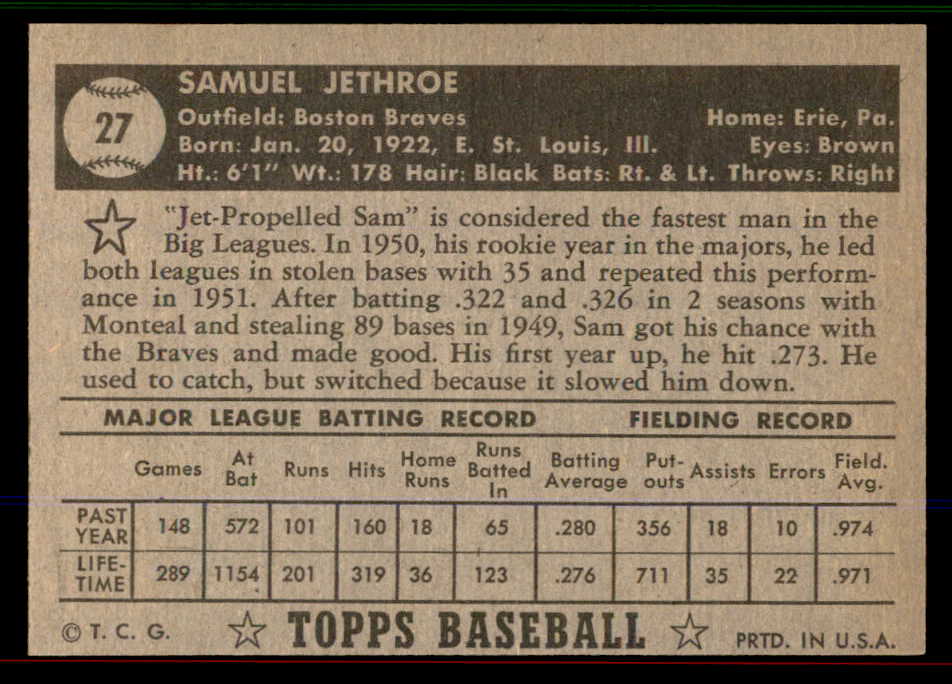 27
SAMUEL JETHROE
Outfield: Boston Braves Home: Erie, Pa.
Born: Jan. 20, 1922, E. St. Louis, Ill. Eyes: Brown
Ht.: 6'1" Wt.: 178 Hair: Black Bats: Rt. & Lt. Throws: Right
"Jet-Propelled Sam" is considered the fastest man in the
Big Leagues. In 1950, his rookie year in the majors, he led
both leagues in stolen bases with 35 and repeated this perform-
ance in 1951. After batting .322 and .326 in 2 seasons with
Monteal and stealing 89 bases in 1949, Sam got his chance with
the Braves and made good. His first year up, he hit .273. He
used to catch, but switched because it slowed him down.
MAJOR LEAGUE BATTING RECORD FIELDING RECORD
Games At Bat Runs Hits Home Runs Runs Batted In Batting Average Put-outs Assists Errors Field. Avg.
PAST YEAR 148 572 101 160 18 65 .280 356 18 10 .974
LIFE-TIME 289 1154 201 319 36 123 .276 711 35 22 .971
© T. C. G. TOPPS BASEBALL PRTD. IN U.S.A.